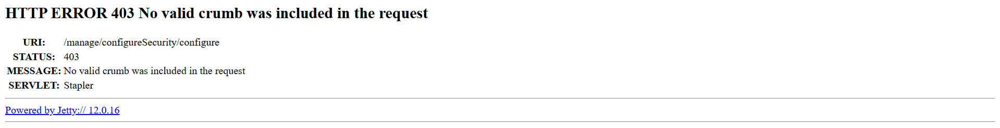 HTTP ERROR 403 No valid crumb was included in the request
URI: /manage/configureSecurity/configure
STATUS: 403
MESSAGE: No valid crumb was included in the request
SERVLET: Stapler
Powered by Jetty:// 12.0.16